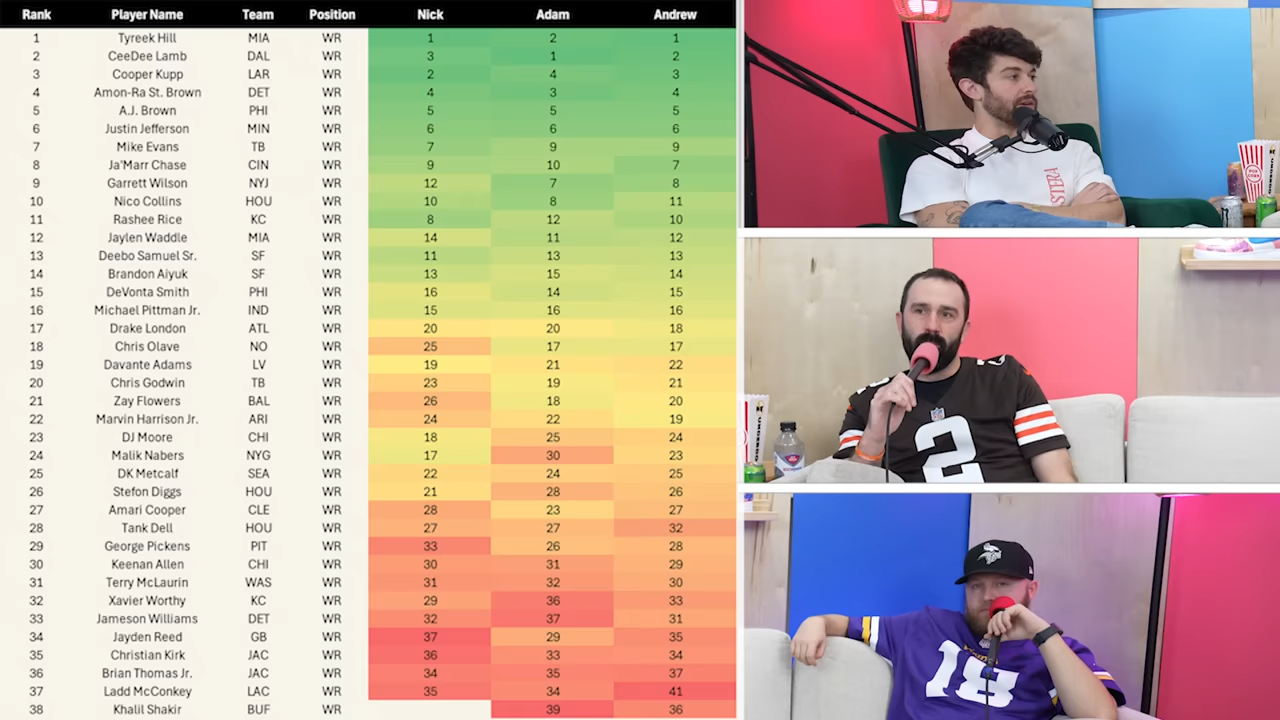 Rank Player Name Team Position Nick Adam Andrew
1 Tyreek Hill MIA WR 1 2 1
2 CeeDee Lamb DAL WR 3 1 2
3 Cooper Kupp LAR WR 2 4 3
4 Amon-Ra St. Brown DET WR 4 3 4
5 A.J. Brown PHI WR 5 5 5
6 Justin Jefferson MIN WR 6 6 6
7 Mike Evans TB WR 7 9 9
8 Ja'Marr Chase CIN WR 9 10 7
9 Garrett Wilson NYJ WR 12 7 8
10 Nico Collins HOU WR 10 8 11
11 Rashee Rice KC WR 8 12 10
12 Jaylen Waddle MIA WR 14 11 12
13 Deebo Samuel Sr. SF WR 11 13 13
14 Brandon Aiyuk SF WR 13 15 14
15 DeVonta Smith PHI WR 16 14 15
16 Michael Pittman Jr. IND WR 15 16 16
17 Drake London ATL WR 20 20 18
18 Chris Olave NO WR 25 17 17
19 Davante Adams LV WR 19 21 22
20 Chris Godwin TB WR 23 19 21
21 Zay Flowers BAL WR 26 18 20
22 Marvin Harrison Jr. ARI WR 24 22 19
23 DJ Moore CHI WR 18 25 24
24 Malik Nabers NYG WR 17 30 23
25 DK Metcalf SEA WR 22 24 25
26 Stefon Diggs HOU WR 21 28 26
27 Amari Cooper CLE WR 28 23 27
28 Tank Dell HOU WR 27 27 32
29 George Pickens PIT WR 33 26 28
30 Keenan Allen CHI WR 30 31 29
31 Terry McLaurin WAS WR 31 32 30
32 Xavier Worthy KC WR 29 36 33
33 Jameson Williams DET WR 32 37 31
34 Jayden Reed GB WR 37 29 35
35 Christian Kirk JAC WR 36 33 34
36 Brian Thomas Jr. JAC WR 34 35 37
37 Ladd McConkey LAC WR 35 34 41
38 Khalil Shakir BUF WR 39 36
2
18